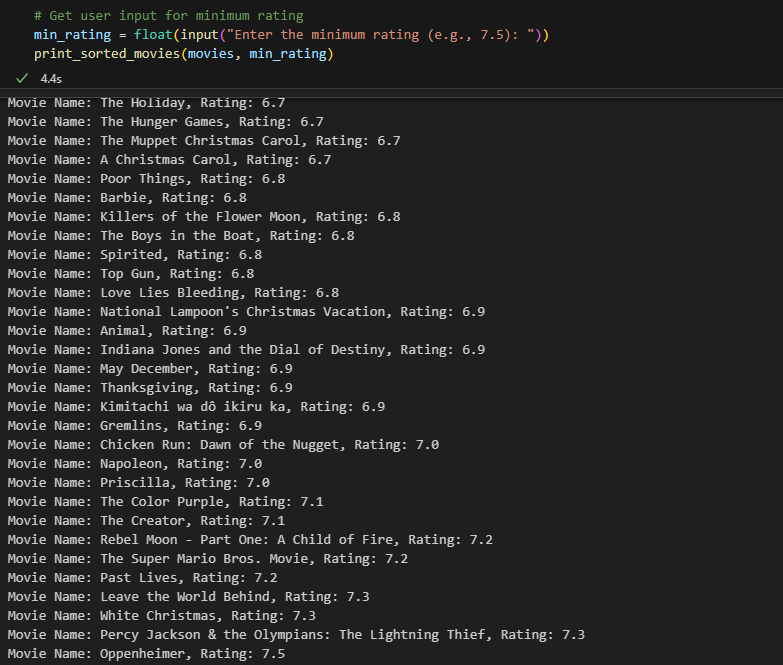 # Get user input for minimum rating
min_rating = float(input("Enter the minimum rating (e.g., 7.5): "))
print_sorted_movies(movies, min_rating)
4.4s
Movie Name: The Holiday, Rating: 6.7
Movie Name: The Hunger Games, Rating: 6.7
Movie Name: The Muppet Christmas Carol, Rating: 6.7
Movie Name: A Christmas Carol, Rating: 6.7
Movie Name: Poor Things, Rating: 6.8
Movie Name: Barbie, Rating: 6.8
Movie Name: Killers of the Flower Moon, Rating: 6.8
Movie Name: The Boys in the Boat, Rating: 6.8
Movie Name: Spirited, Rating: 6.8
Movie Name: Top Gun, Rating: 6.8
Movie Name: Love Lies Bleeding, Rating: 6.8
Movie Name: National Lampoon's Christmas Vacation, Rating: 6.9
Movie Name: Animal, Rating: 6.9
Movie Name: Indiana Jones and the Dial of Destiny, Rating: 6.9
Movie Name: May December, Rating: 6.9
Movie Name: Thanksgiving, Rating: 6.9
Movie Name: Kimitachi wa dô ikiru ka, Rating: 6.9
Movie Name: Gremlins, Rating: 6.9
Movie Name: Chicken Run: Dawn of the Nugget, Rating: 7.0
Movie Name: Napoleon, Rating: 7.0
Movie Name: Priscilla, Rating: 7.0
Movie Name: The Color Purple, Rating: 7.1
Movie Name: The Creator, Rating: 7.1
Movie Name: Rebel Moon - Part One: A Child of Fire, Rating: 7.2
Movie Name: The Super Mario Bros. Movie, Rating: 7.2
Movie Name: Past Lives, Rating: 7.2
Movie Name: Leave the World Behind, Rating: 7.3
Movie Name: White Christmas, Rating: 7.3
Movie Name: Percy Jackson & the Olympians: The Lightning Thief, Rating: 7.3
Movie Name: Oppenheimer, Rating: 7.5